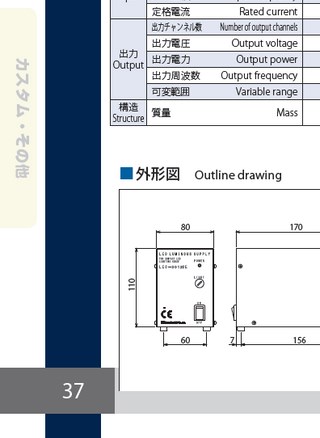 定格電流 Rated current
出力チャンネル数 Number of output channels
出力 Output
出力電圧 Output voltage
出力電力 Output power
出力周波数 Output frequency
可変範囲 Variable range
構造 Structure 質量 Mass
カスタム・その他
■外形図 Outline drawing
80 170
LED LUMINOUS SUPPLY
POWER
START
110
CE
60 7 156
37